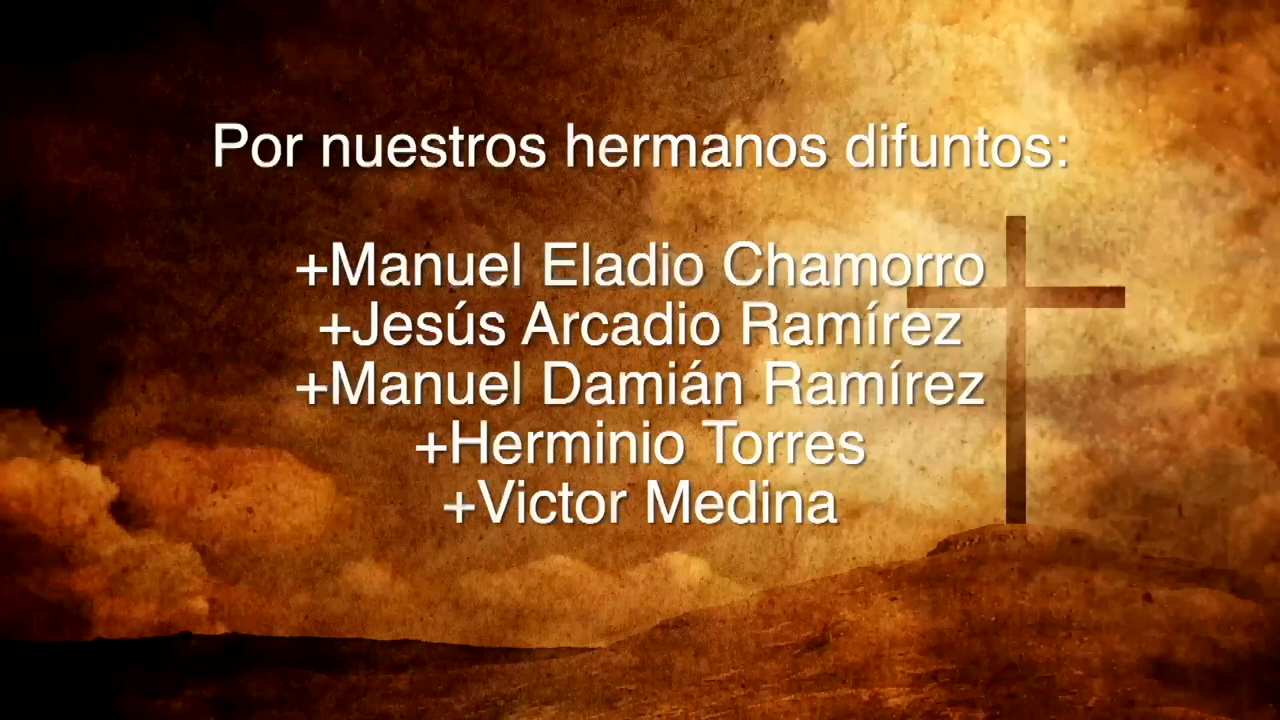 Por nuestros hermanos difuntos:
+Manuel Eladio Chamorro
+Jesús Arcadio Ramírez
+Manuel Damián Ramírez
+Herminio Torres
+Victor Medina